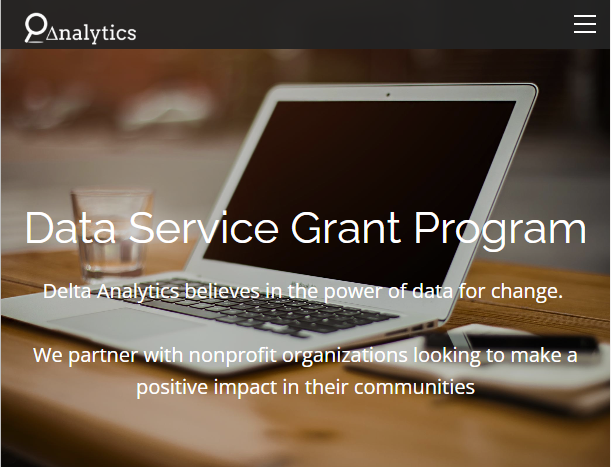 Δnalytics
Data Service Grant Program
Delta Analytics believes in the power of data for change.
We partner with nonprofit organizations looking to make a
positive impact in their communities